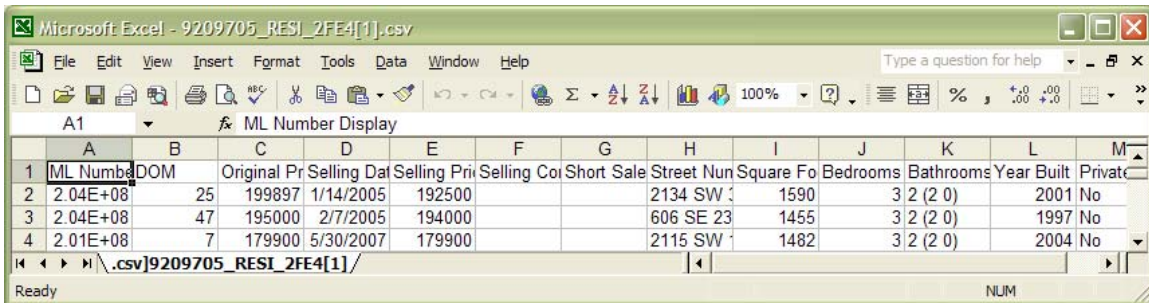 Microsoft Excel - 9209705_RESI_2FE4[1].csv
File Edit View Insert Format Tools Data Window Help Type a question for help
100%
A1 fx ML Number Display
A B C D E F G H I J K L M
1 ML Numbe DOM Original Pr Selling Dat Selling Pri Selling Cor Short Sale Street Nun Square Fo Bedrooms Bathrooms Year Built Private
2 2.04E+08 25 199897 1/14/2005 192500 2134 SW 1590 3 2 (2 0) 2001 No
3 2.04E+08 47 195000 2/7/2005 194000 606 SE 23 1455 3 2 (2 0) 1997 No
4 2.01E+08 7 179900 5/30/2007 179900 2115 SW 1482 3 2 (2 0) 2004 No
.csv]9209705_RESI_2FE4[1]
Ready NUM